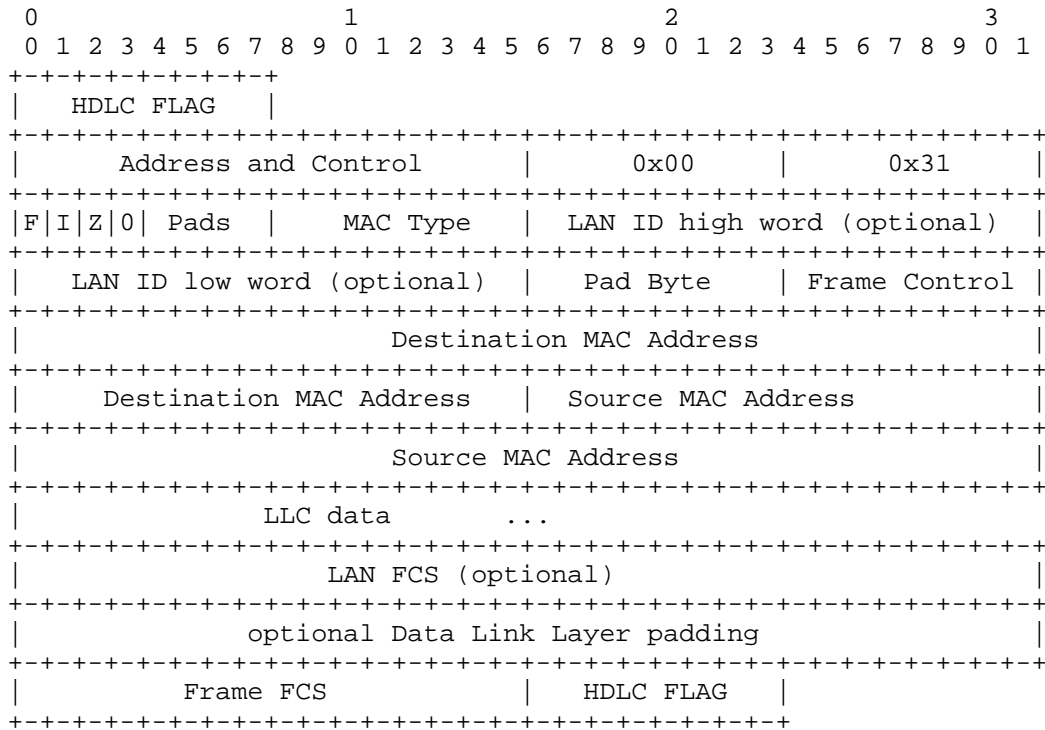 0                   1                   2                   3
 0 1 2 3 4 5 6 7 8 9 0 1 2 3 4 5 6 7 8 9 0 1 2 3 4 5 6 7 8 9 0 1
+-+-+-+-+-+-+-+-+
|   HDLC FLAG   |
+-+-+-+-+-+-+-+-+-+-+-+-+-+-+-+-+-+-+-+-+-+-+-+-+-+-+-+-+-+-+-+-+
|      Address and Control      |      0x00     |      0x31     |
+-+-+-+-+-+-+-+-+-+-+-+-+-+-+-+-+-+-+-+-+-+-+-+-+-+-+-+-+-+-+-+-+
|F|I|Z|0| Pads  |    MAC Type   |  LAN ID high word (optional)  |
+-+-+-+-+-+-+-+-+-+-+-+-+-+-+-+-+-+-+-+-+-+-+-+-+-+-+-+-+-+-+-+-+
|   LAN ID low word (optional)  |   Pad Byte    | Frame Control |
+-+-+-+-+-+-+-+-+-+-+-+-+-+-+-+-+-+-+-+-+-+-+-+-+-+-+-+-+-+-+-+-+
|                       Destination MAC Address                 |
+-+-+-+-+-+-+-+-+-+-+-+-+-+-+-+-+-+-+-+-+-+-+-+-+-+-+-+-+-+-+-+-+
|     Destination MAC Address   |  Source MAC Address           |
+-+-+-+-+-+-+-+-+-+-+-+-+-+-+-+-+-+-+-+-+-+-+-+-+-+-+-+-+-+-+-+-+
|                       Source MAC Address                      |
+-+-+-+-+-+-+-+-+-+-+-+-+-+-+-+-+-+-+-+-+-+-+-+-+-+-+-+-+-+-+-+-+
|               LLC data       ...
+-+-+-+-+-+-+-+-+-+-+-+-+-+-+-+-+-+-+-+-+-+-+-+-+-+-+-+-+-+-+-+-+
|                   LAN FCS (optional)                          |
+-+-+-+-+-+-+-+-+-+-+-+-+-+-+-+-+-+-+-+-+-+-+-+-+-+-+-+-+-+-+-+-+
|              optional Data Link Layer padding                 |
+-+-+-+-+-+-+-+-+-+-+-+-+-+-+-+-+-+-+-+-+-+-+-+-+-+-+-+-+-+-+-+-+
|          Frame FCS            |   HDLC FLAG   |
+-+-+-+-+-+-+-+-+-+-+-+-+-+-+-+-+-+-+-+-+-+-+-+-+